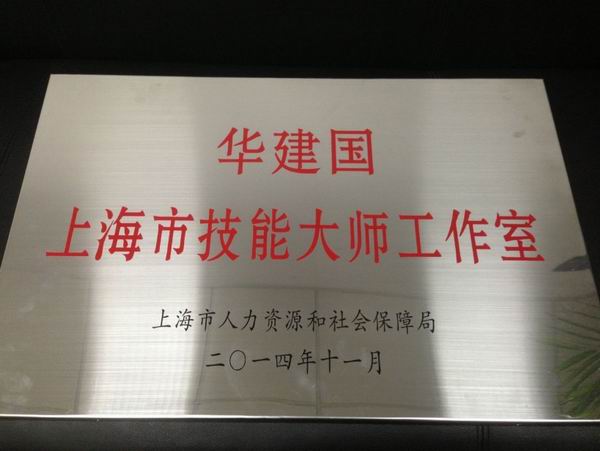 华建国
上海市技能大师工作室
上海市人力资源和社会保障局
二〇一四年十一月